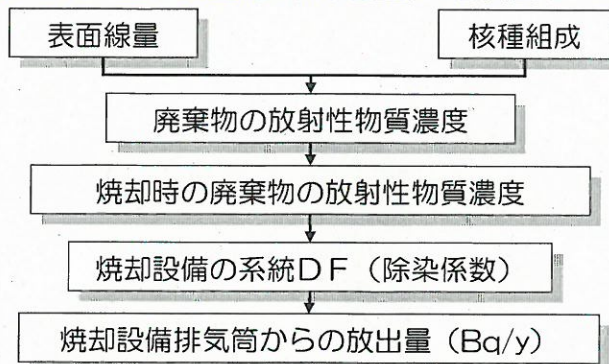 表面線量
核種組成
廃棄物の放射性物質濃度
焼却時の廃棄物の放射性物質濃度
焼却設備の系統DF（除染係数）
焼却設備排気筒からの放出量（Bq/y）